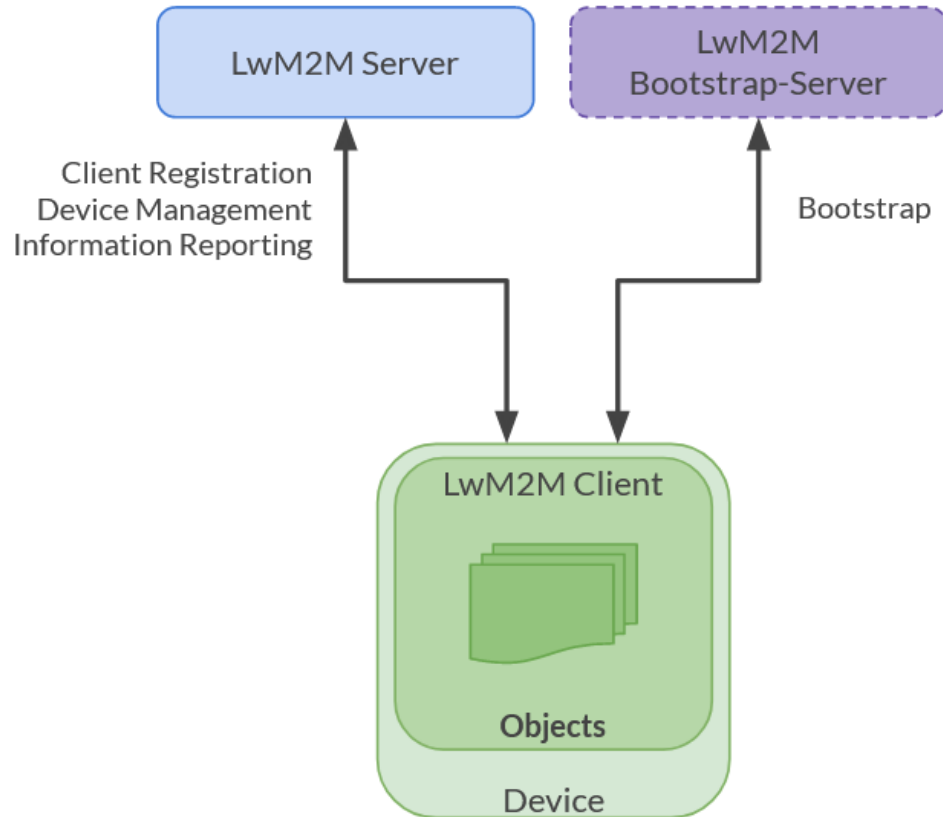 LwM2M Server
LwM2M
Bootstrap-Server
Client Registration
Device Management
Information Reporting
Bootstrap
LwM2M Client
Objects
Device